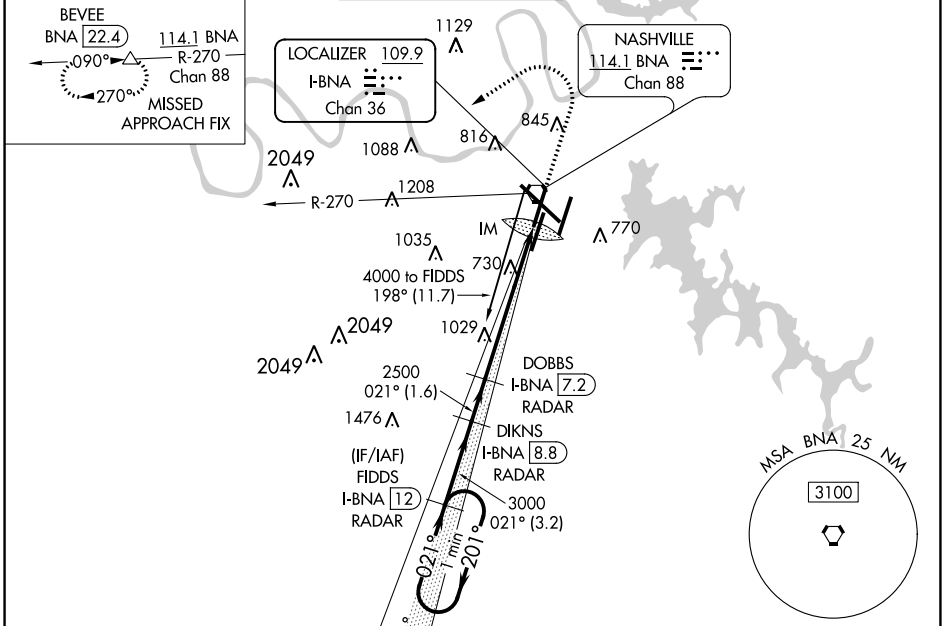 BEVEE
BNA 22.4
114.1 BNA
090°
R-270
Chan 88
270°
MISSED
APPROACH FIX
LOCALIZER 109.9
I-BNA
Chan 36
1129
NASHVILLE
114.1 BNA
Chan 88
845
816
1088
2049
1208
R-270
IM
770
1035
730
4000 to FIDDS
198° (11.7)
1029
2049
2049
2500
021° (1.6)
DOBBS
I-BNA 7.2
RADAR
1476
DIKNS
I-BNA 8.8
RADAR
(IF/IAF)
FIDDS
I-BNA 12
RADAR
3000
021° (3.2)
021°
1 min
201°
MSA BNA 25 NM
3100